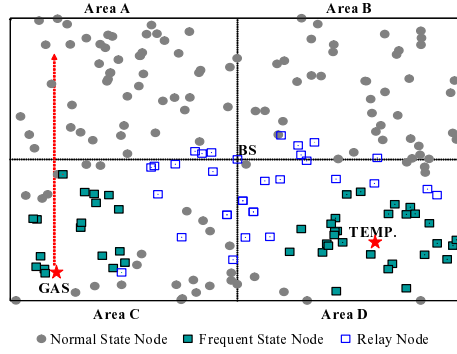 Area A Area B
BS
TEMP.
GAS
Area C Area D
Normal State Node Frequent State Node Relay Node